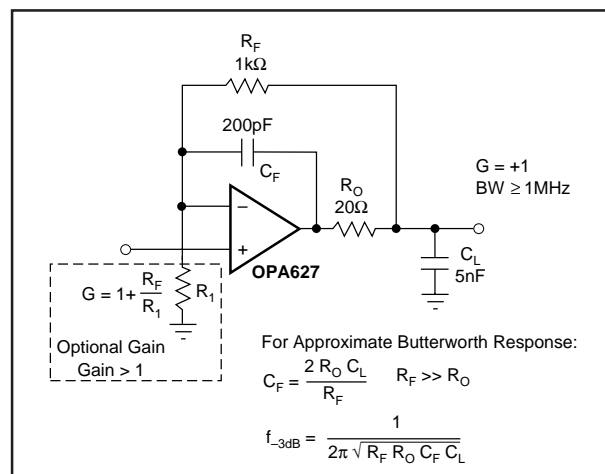 R_F
1kΩ
200pF
C_F
R_O
20Ω
G = +1
BW ≥ 1MHz
–
+
OPA627
C_L
5nF
G = 1 + R_F/R_1
R_1
Optional Gain
Gain > 1
For Approximate Butterworth Response:
C_F = 2 R_O C_L / R_F    R_F >> R_O
f_–3dB = 1 / 2π √ R_F R_O C_F C_L